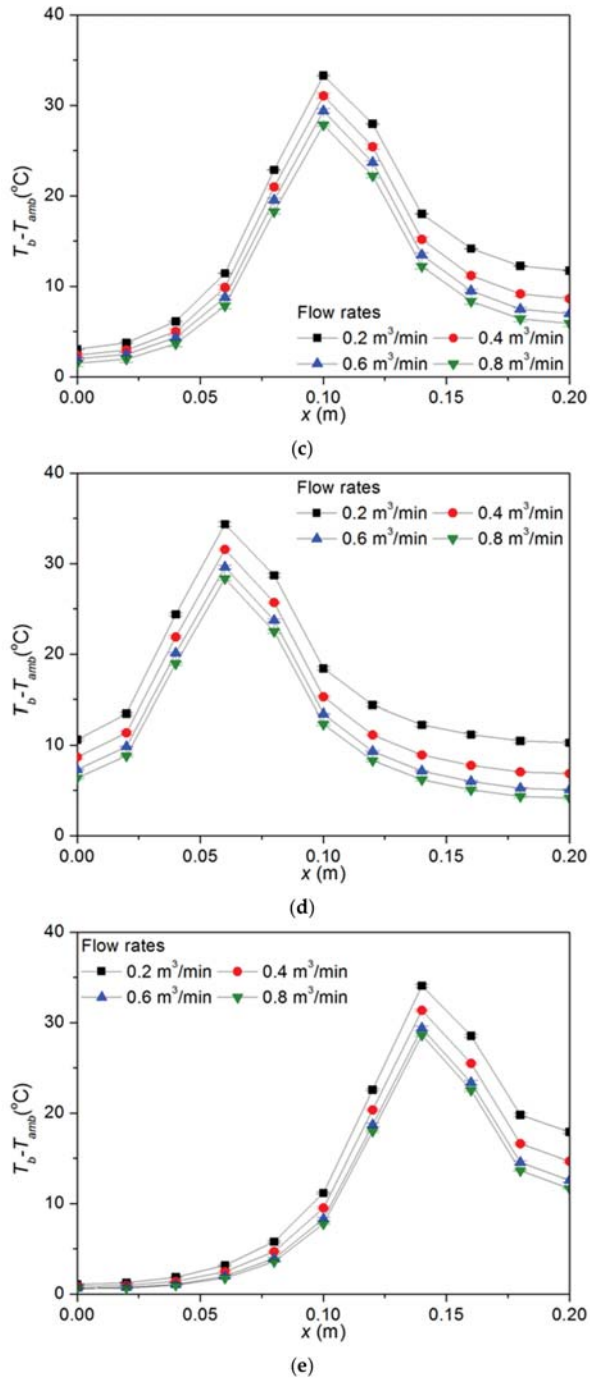 40
30
T_b-T_amb(°C)
20
10
0
Flow rates
0.2 m³/min 0.4 m³/min
0.6 m³/min 0.8 m³/min
0.00 0.05 0.10 0.15 0.20
x (m)
(c)
40
Flow rates
0.2 m³/min 0.4 m³/min
0.6 m³/min 0.8 m³/min
30
T_b-T_amb(°C)
20
10
0
0.00 0.05 0.10 0.15 0.20
x (m)
(d)
40
Flow rates
0.2 m³/min 0.4 m³/min
0.6 m³/min 0.8 m³/min
30
T_b-T_amb(°C)
20
10
0
0.00 0.05 0.10 0.15 0.20
x (m)
(e)